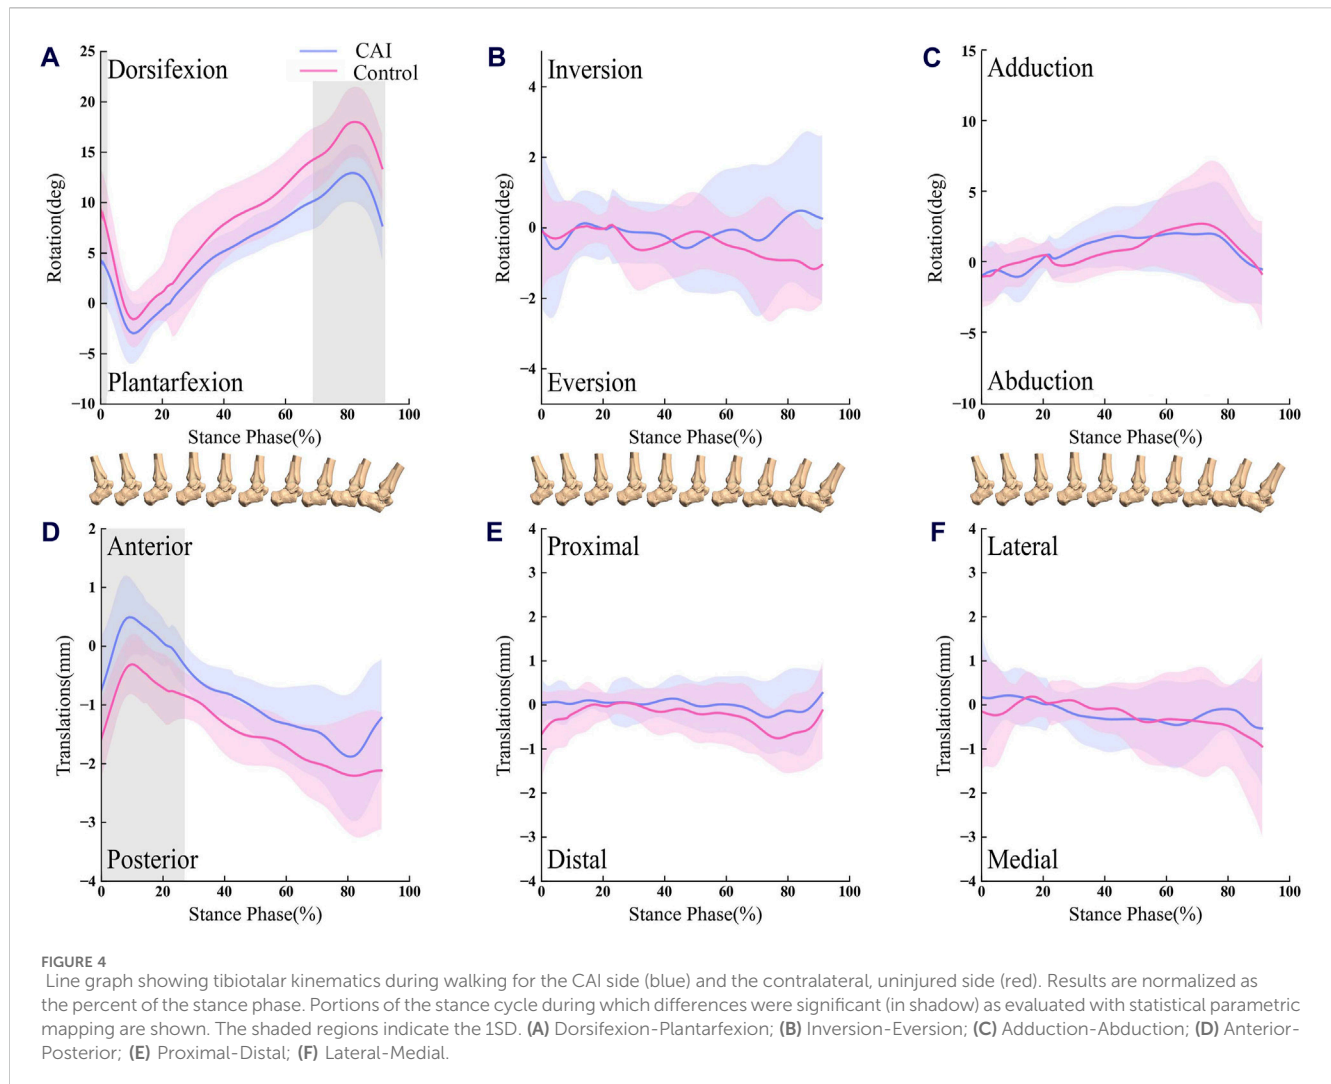 A
CAI
Control
Dorsifexion
Plantarfexion
Rotation(deg)
25
20
15
10
5
0
−5
−10
0 20 40 60 80 100
Stance Phase(%)
B
Inversion
Eversion
Rotation(deg)
4
2
0
−2
−4
0 20 40 60 80 100
Stance Phase(%)
C
Adduction
Abduction
Rotation(deg)
15
10
5
0
−5
−10
0 20 40 60 80 100
Stance Phase(%)
D
Anterior
Posterior
Translations(mm)
2
1
0
−1
−2
−3
−4
0 20 40 60 80 100
Stance Phase(%)
E
Proximal
Distal
Translations(mm)
4
3
2
1
0
−1
−2
−3
−4
0 20 40 60 80 100
Stance Phase(%)
F
Lateral
Medial
Translations(mm)
4
3
2
1
0
−1
−2
−3
−4
0 20 40 60 80 100
Stance Phase(%)
FIGURE 4
Line graph showing tibiotalar kinematics during walking for the CAI side (blue) and the contralateral, uninjured side (red). Results are normalized as
the percent of the stance phase. Portions of the stance cycle during which differences were significant (in shadow) as evaluated with statistical parametric
mapping are shown. The shaded regions indicate the 1SD. (A) Dorsifexion-Plantarfexion; (B) Inversion-Eversion; (C) Adduction-Abduction; (D) Anterior-
Posterior; (E) Proximal-Distal; (F) Lateral-Medial.